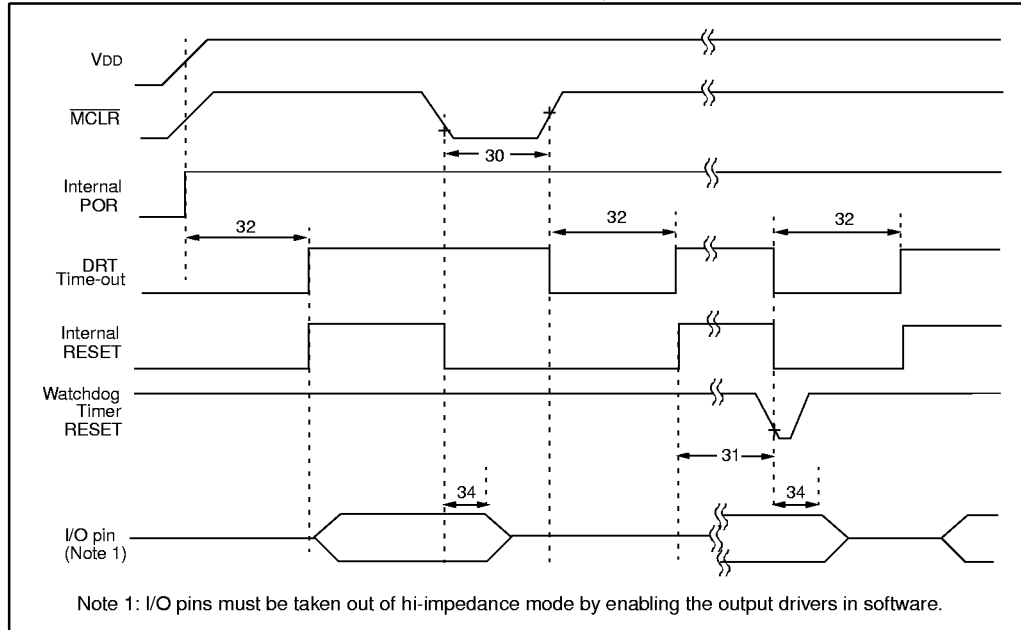 VDD
MCLR
30
Internal
POR
32
32
32
DRT
Time-out
Internal
RESET
Watchdog
Timer
RESET
31
34
34
I/O pin
(Note 1)
Note 1: I/O pins must be taken out of hi-impedance mode by enabling the output drivers in software.